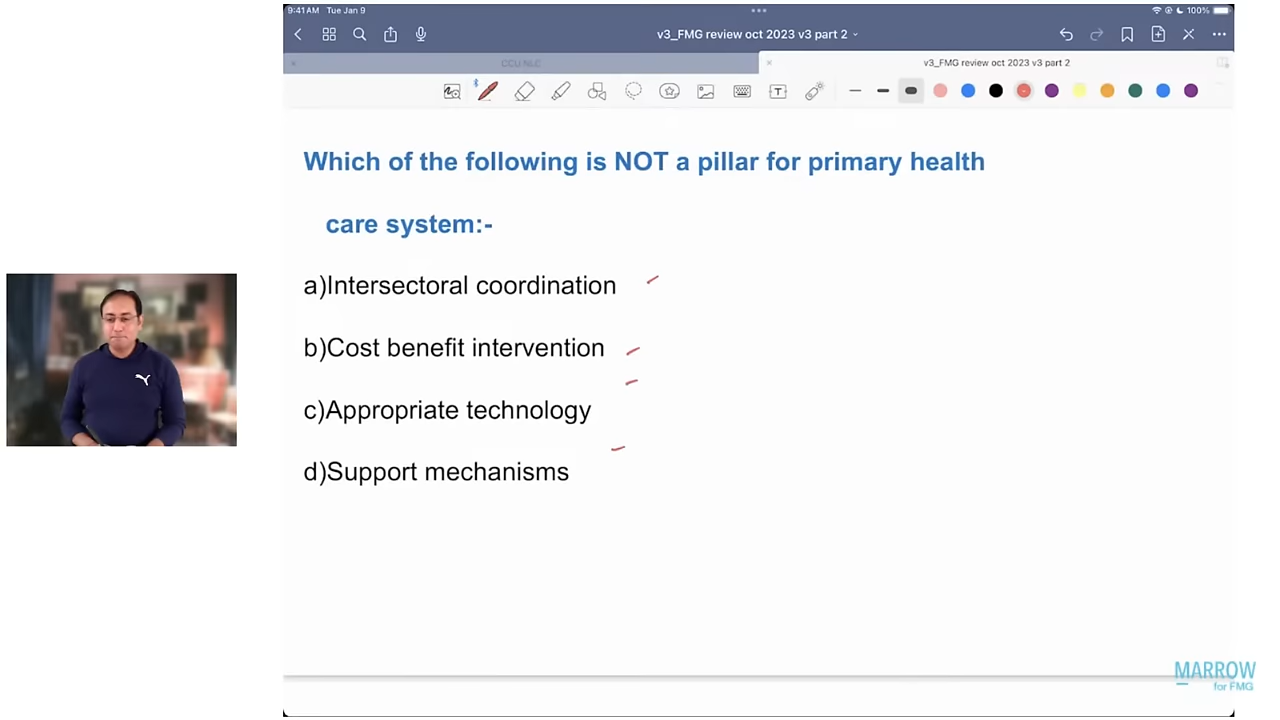 9:41 AM Tue Jan 9
100%
v3_FMG review oct 2023 v3 part 2
CCU NLC
v3_FMG review oct 2023 v3 part 2
T
Which of the following is NOT a pillar for primary health
care system:-
a)Intersectoral coordination
b)Cost benefit intervention
c)Appropriate technology
d)Support mechanisms
MARROW
for FMG